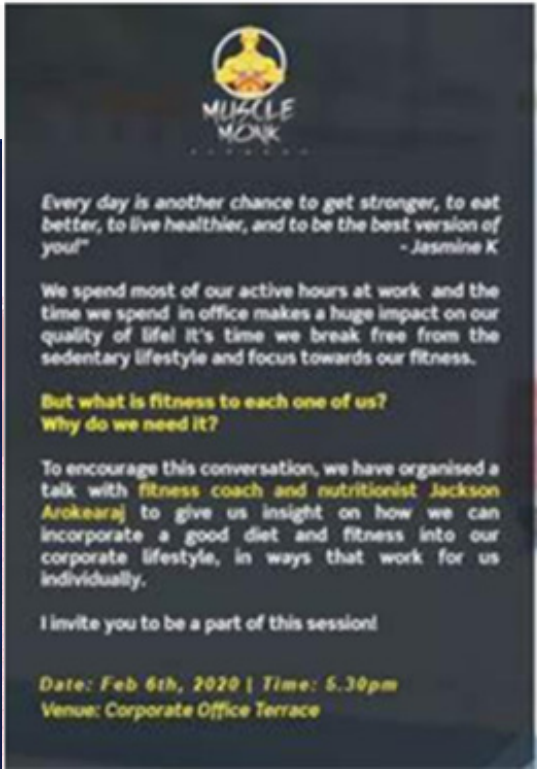 MUSCLE
MONK
Every day is another chance to get stronger, to eat
better, to live healthier, and to be the best version of
you!"
- Jasmine K
We spend most of our active hours at work and the
time we spend in office makes a huge impact on our
quality of life! It's time we break free from the
sedentary lifestyle and focus towards our fitness.
But what is fitness to each one of us?
Why do we need it?
To encourage this conversation, we have organised a
talk with fitness coach and nutritionist Jackson
Arokearaj to give us insight on how we can
incorporate a good diet and fitness into our
corporate lifestyle, in ways that work for us
individually.
I invite you to be a part of this session!
Date: Feb 6th, 2020 | Time: 5.30pm
Venue: Corporate Office Terrace